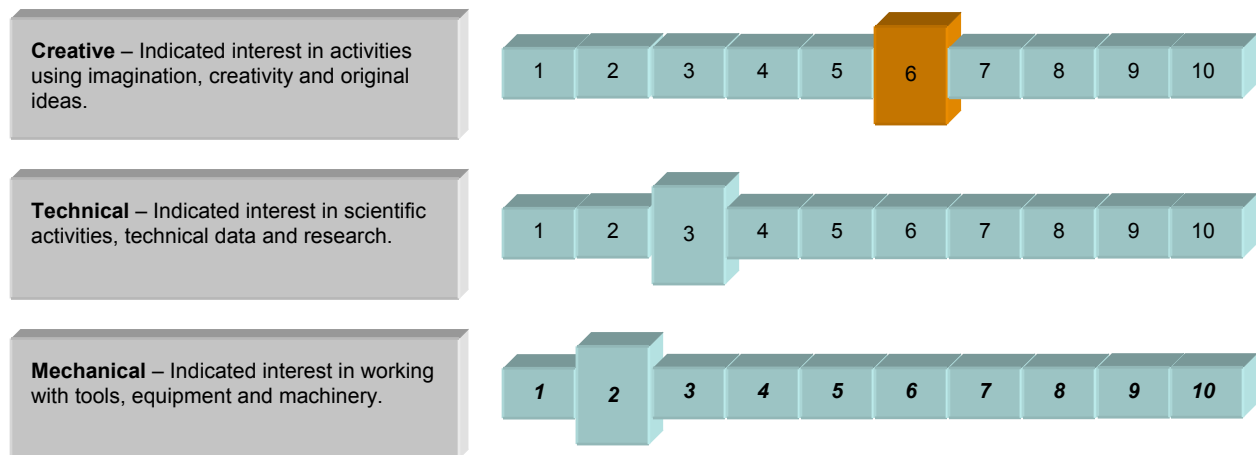 Creative – Indicated interest in activities
using imagination, creativity and original
ideas.
1 2 3 4 5 6 7 8 9 10
Technical – Indicated interest in scientific
activities, technical data and research.
1 2 3 4 5 6 7 8 9 10
Mechanical – Indicated interest in working
with tools, equipment and machinery.
1 2 3 4 5 6 7 8 9 10